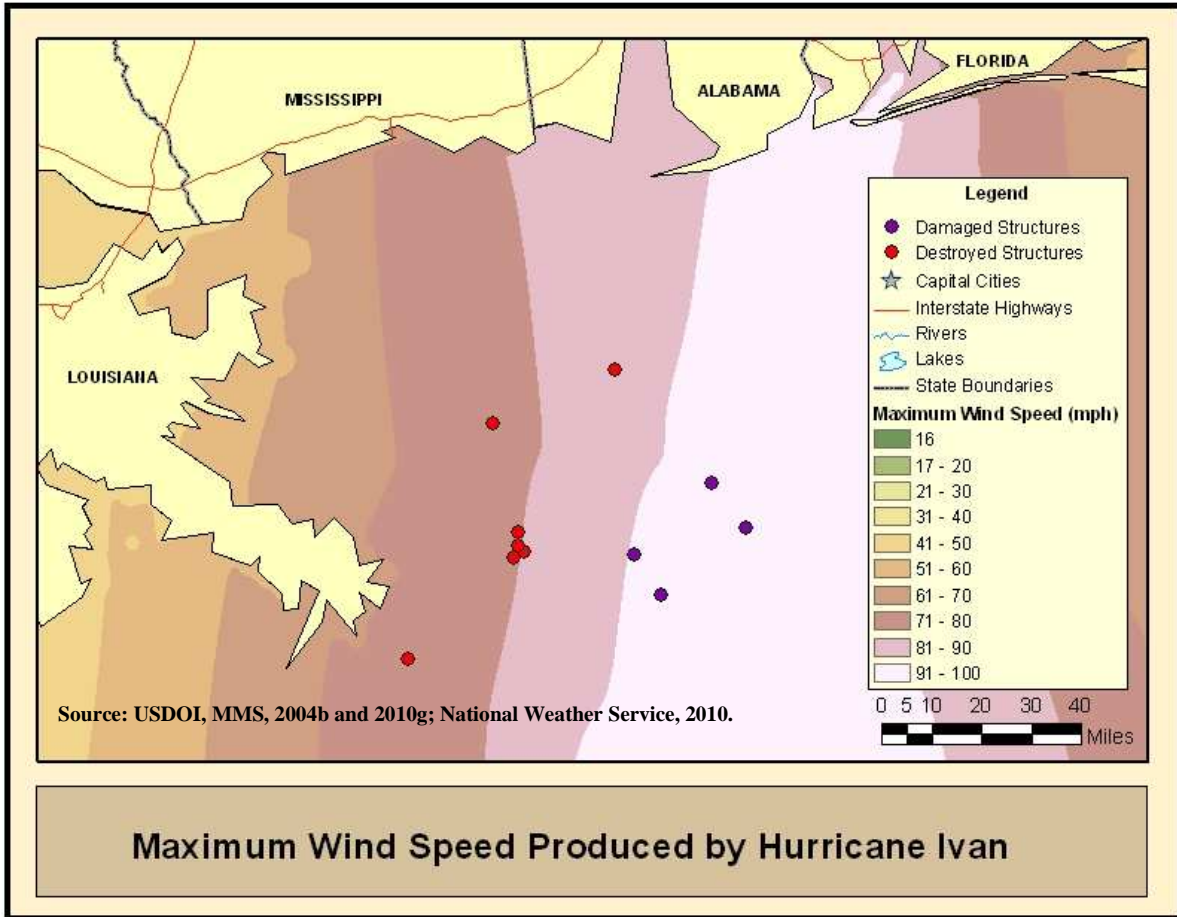 MISSISSIPPI
ALABAMA
FLORIDA
LOUISIANA
Legend
Damaged Structures
Destroyed Structures
Capital Cities
Interstate Highways
Rivers
Lakes
State Boundaries
Maximum Wind Speed (mph)
16
17 - 20
21 - 30
31 - 40
41 - 50
51 - 60
61 - 70
71 - 80
81 - 90
91 - 100
0 5 10 20 30 40
Miles
Source: USDOI, MMS, 2004b and 2010g; National Weather Service, 2010.
Maximum Wind Speed Produced by Hurricane Ivan